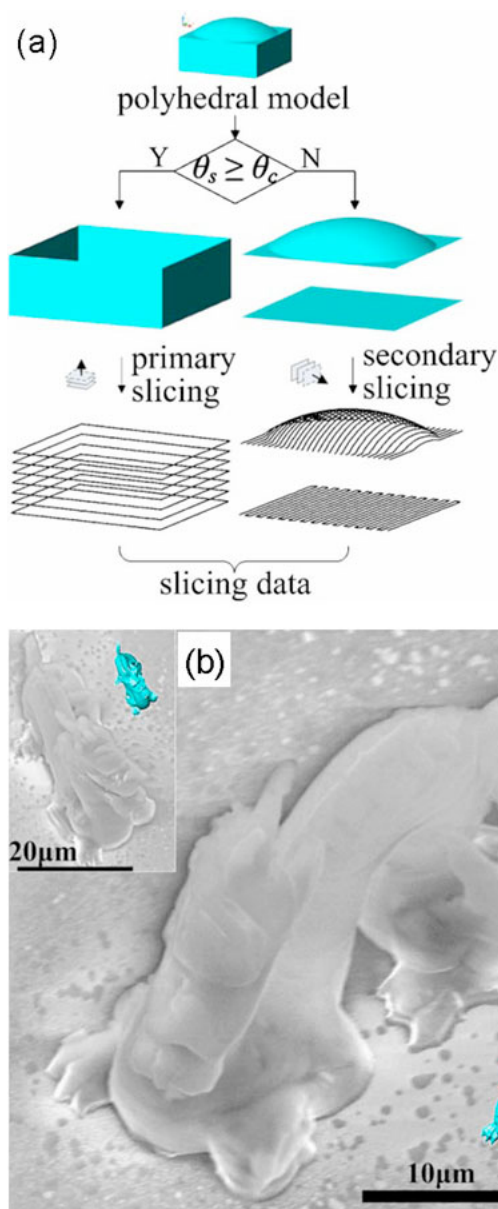 (a)
polyhedral model
Y
θs ≥ θc
N
primary
slicing
secondary
slicing
slicing data
(b)
20μm
10μm